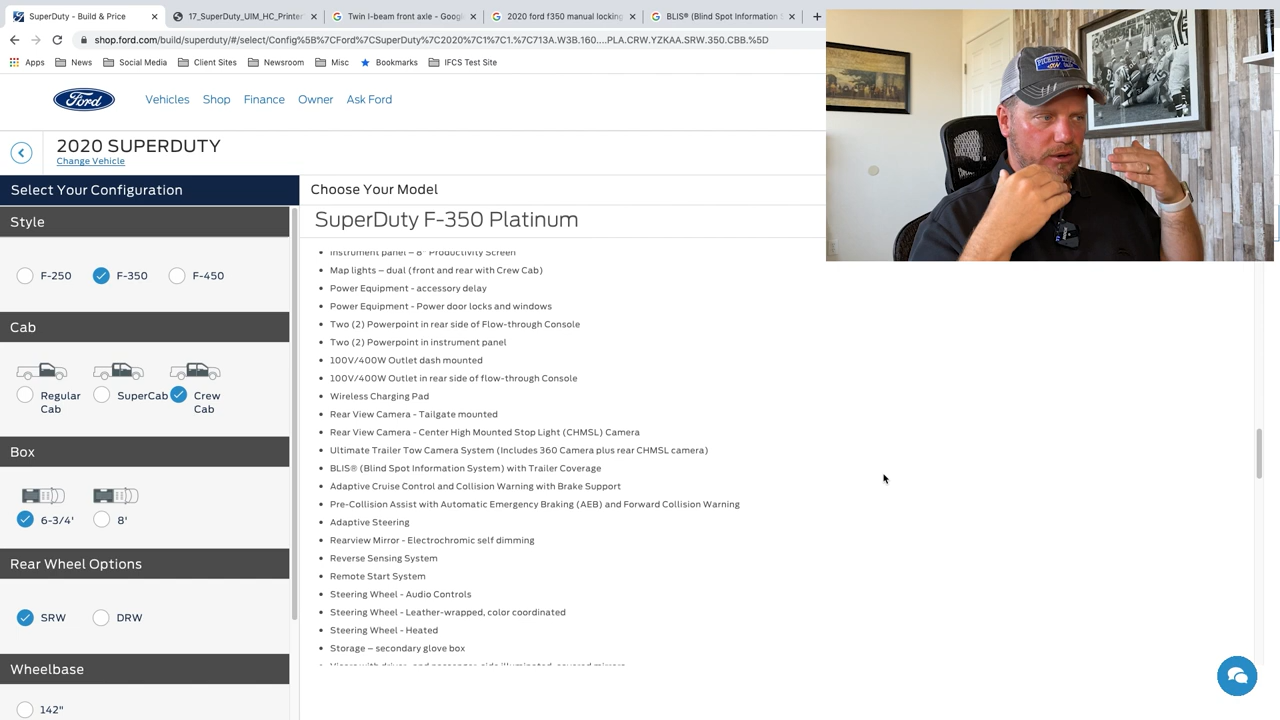 SuperDuty - Build & Price
17_SuperDuty_UIM_HC_Printer
Twin I-beam front axle - Goog
2020 ford f350 manual locking
BLIS® (Blind Spot Information S
shop.ford.com/build/superduty/#/select/Config%5B%7CFord%7CSuperDuty%7C2020%7C1%7C1.%7C713A.W3B.160....PLA.CRW.YZKAA.SRW.350.CBB.%5D
Apps
News
Social Media
Client Sites
Newsroom
Misc
Bookmarks
IFCS Test Site
Ford
Vehicles
Shop
Finance
Owner
Ask Ford
2020 SUPERDUTY
Change Vehicle
Select Your Configuration
Choose Your Model
Style
F-250
F-350
F-450
Cab
Regular
Cab
SuperCab
Crew
Cab
Box
6-3/4'
8'
Rear Wheel Options
SRW
DRW
Wheelbase
142"
SuperDuty F-350 Platinum
Instrument panel – 8" Productivity Screen
Map lights – dual (front and rear with Crew Cab)
Power Equipment - accessory delay
Power Equipment - Power door locks and windows
Two (2) Powerpoint in rear side of Flow-through Console
Two (2) Powerpoint in instrument panel
100V/400W Outlet dash mounted
100V/400W Outlet in rear side of flow-through Console
Wireless Charging Pad
Rear View Camera - Tailgate mounted
Rear View Camera - Center High Mounted Stop Light (CHMSL) Camera
Ultimate Trailer Tow Camera System (Includes 360 Camera plus rear CHMSL camera)
BLIS® (Blind Spot Information System) with Trailer Coverage
Adaptive Cruise Control and Collision Warning with Brake Support
Pre-Collision Assist with Automatic Emergency Braking (AEB) and Forward Collision Warning
Adaptive Steering
Rearview Mirror - Electrochromic self dimming
Reverse Sensing System
Remote Start System
Steering Wheel - Audio Controls
Steering Wheel - Leather-wrapped, color coordinated
Steering Wheel - Heated
Storage – secondary glove box